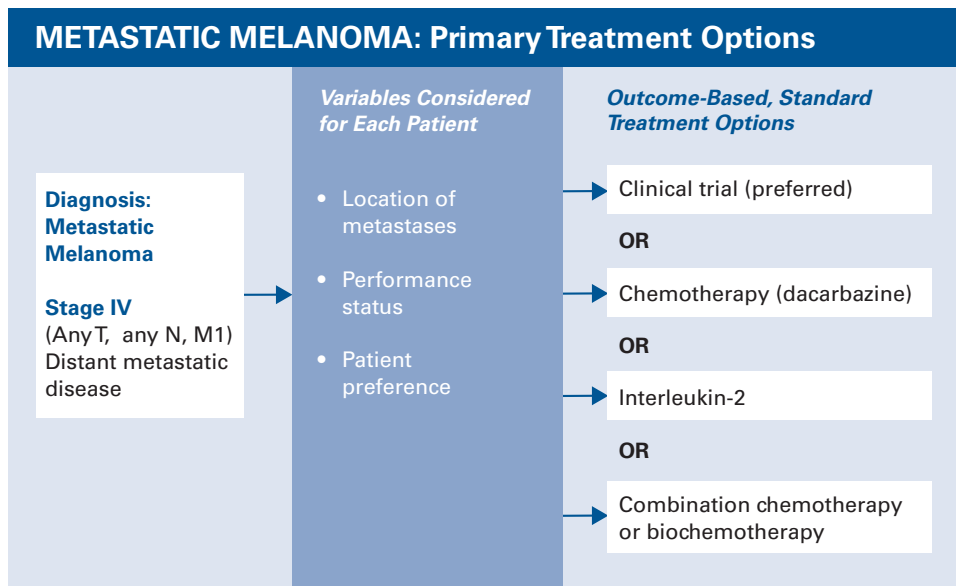 METASTATIC MELANOMA: Primary Treatment Options
Diagnosis:
Metastatic
Melanoma
Stage IV
(Any T, any N, M1)
Distant metastatic
disease
Variables Considered
for Each Patient
• Location of
metastases
• Performance
status
• Patient
preference
Outcome-Based, Standard
Treatment Options
Clinical trial (preferred)
OR
Chemotherapy (dacarbazine)
OR
Interleukin-2
OR
Combination chemotherapy
or biochemotherapy